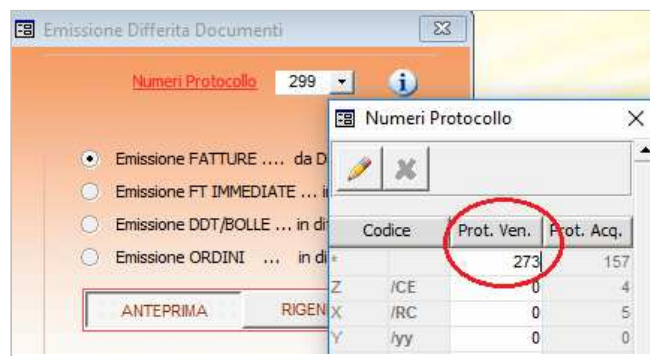 Emissione Differita Documenti
Numeri Protocollo 299
Numeri Protocollo
Emissione FATTURE .... da D
Emissione FT IMMEDIATE ... i
Emissione DDT/BOLLE ... in di
Emissione ORDINI ... in di
ANTEPRIMA RIGEN
Codice Prot. Ven. Prot. Acq.
* 273 157
Z /CE 0 4
X /RC 0 5
Y /yy 0 0